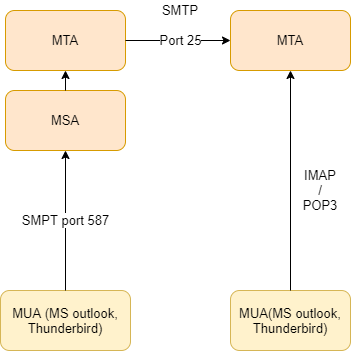 SMTP
MTA
Port 25
MTA
MSA
IMAP
/
POP3
SMPT port 587
MUA (MS outlook,
Thunderbird)
MUA(MS outlook,
Thunderbird)